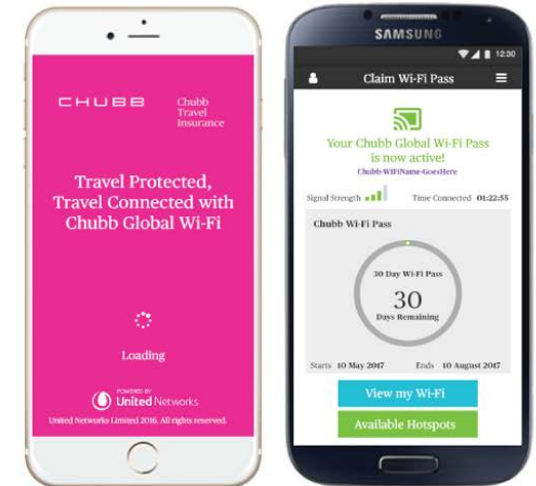 CHUBB
Chubb
Travel
Insurance
Travel Protected,
Travel Connected with
Chubb Global Wi-Fi
Loading
POWERED BY
United Networks
United Networks Limited 2016. All rights reserved.
SAMSUNG
12:30
Claim Wi-Fi Pass
Your Chubb Global Wi-Fi Pass
is now active!
Chubb-WIFiName-GoesHere
Signal Strength Time Connected 01:22:55
Chubb Wi-Fi Pass
30 Day Wi-Fi Pass
30
Days Remaining
Starts 10 May 2017 Ends 10 August 2017
View my Wi-Fi
Available Hotspots